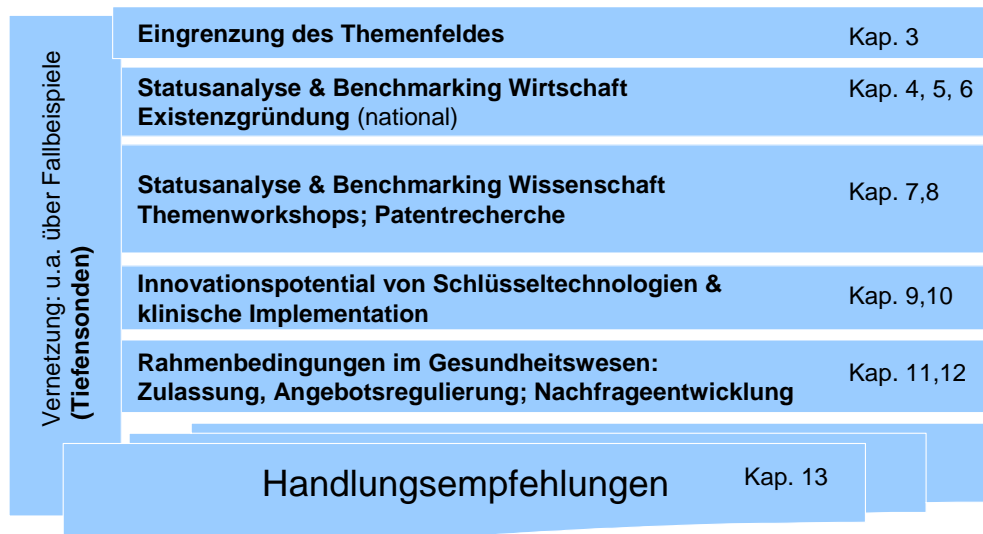 Vernetzung: u.a. über Fallbeispiele
(Tiefensonden)
Eingrenzung des Themenfeldes
Kap. 3
Statusanalyse & Benchmarking Wirtschaft
Existenzgründung (national)
Kap. 4, 5, 6
Statusanalyse & Benchmarking Wissenschaft
Themenworkshops; Patentrecherche
Kap. 7,8
Innovationspotential von Schlüsseltechnologien &
klinische Implementation
Kap. 9,10
Rahmenbedingungen im Gesundheitswesen:
Zulassung, Angebotsregulierung; Nachfrageentwicklung
Kap. 11,12
Handlungsempfehlungen
Kap. 13